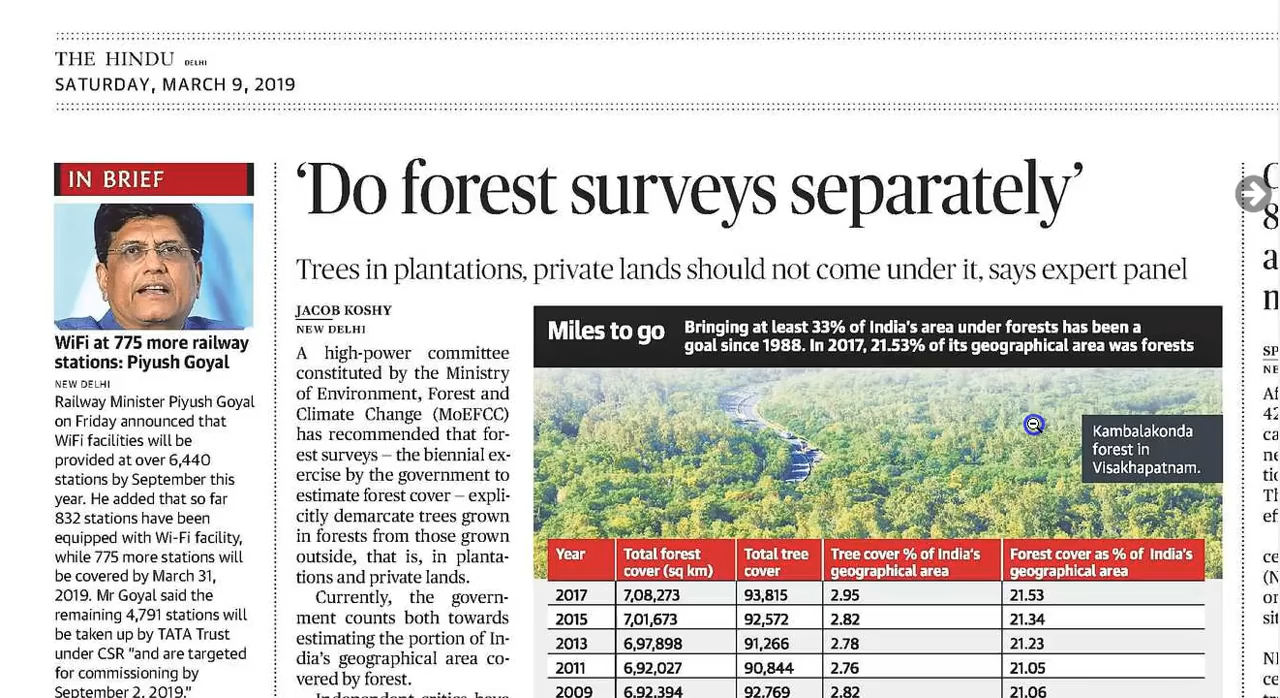 THE HINDU DELHI
SATURDAY, MARCH 9, 2019
IN BRIEF
WiFi at 775 more railway
stations: Piyush Goyal
NEW DELHI
Railway Minister Piyush Goyal
on Friday announced that
WiFi facilities will be
provided at over 6,440
stations by September this
year. He added that so far
832 stations have been
equipped with Wi-Fi facility,
while 775 more stations will
be covered by March 31,
2019. Mr Goyal said the
remaining 4,791 stations will
be taken up by TATA Trust
under CSR "and are targeted
for commissioning by
September 2, 2019."
‘Do forest surveys separately’
Trees in plantations, private lands should not come under it, says expert panel
JACOB KOSHY
NEW DELHI
A high-power committee
constituted by the Ministry
of Environment, Forest and
Climate Change (MoEFCC)
has recommended that for-
est surveys – the biennial ex-
ercise by the government to
estimate forest cover – expli-
citly demarcate trees grown
in forests from those grown
outside, that is, in planta-
tions and private lands.
Currently, the govern-
ment counts both towards
estimating the portion of In-
dia’s geographical area co-
vered by forest.
Independent critics have
Miles to go
Bringing at least 33% of India’s area under forests has been a
goal since 1988. In 2017, 21.53% of its geographical area was forests
Kambalakonda
forest in
Visakhapatnam.
Year Total forest cover (sq km) Total tree cover Tree cover % of India’s geographical area Forest cover as % of India’s geographical area
2017 7,08,273 93,815 2.95 21.53
2015 7,01,673 92,572 2.82 21.34
2013 6,97,898 91,266 2.78 21.23
2011 6,92,027 90,844 2.76 21.05
2009 6,92,394 92,769 2.82 21.06